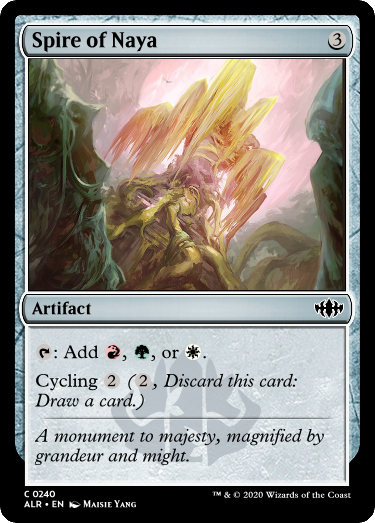 Spire of Naya 3
Artifact
: Add , , or .
Cycling 2 (2, Discard this card:
Draw a card.)
A monument to majesty, magnified by
grandeur and might.
C 0240
ALR • EN Maisie Yang
™ & © 2020 Wizards of the Coast